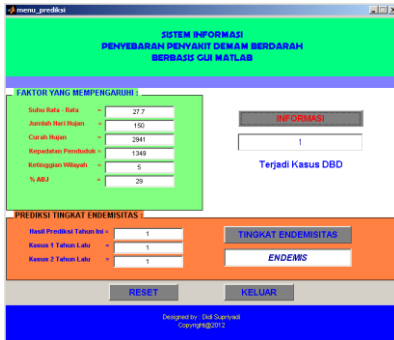 menu_prediksi
SISTEM INFORMASI
PENYEBARAN PENYAKIT DEMAM BERDARAH
BERBASIS GUI MATLAB
FAKTOR YANG MEMPENGARUHI :
Suhu Rata - Rata = 27.7
Jumlah Hari Hujan = 150
Curah Hujan = 2941
Kepadatan Penduduk = 1349
Ketinggian Wilayah = 5
% ABJ = 29
INFORMASI
1
Terjadi Kasus DBD
PREDIKSI TINGKAT ENDEMISITAS :
Hasil Prediksi Tahun Ini = 1
Kasus 1 Tahun Lalu = 1
Kasus 2 Tahun Lalu = 1
TINGKAT ENDEMISITAS
ENDEMIS
RESET
KELUAR
Designed by : Didi Supriyadi
Copyright@2012